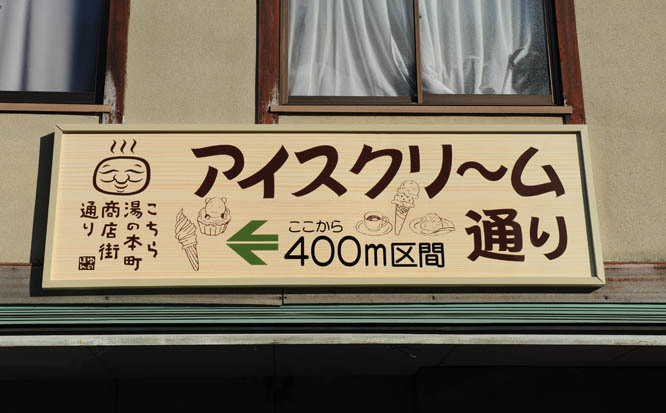 アイスクリ～ム
通り
ここから
400m区間
こちら
湯の本町
商店街
通り